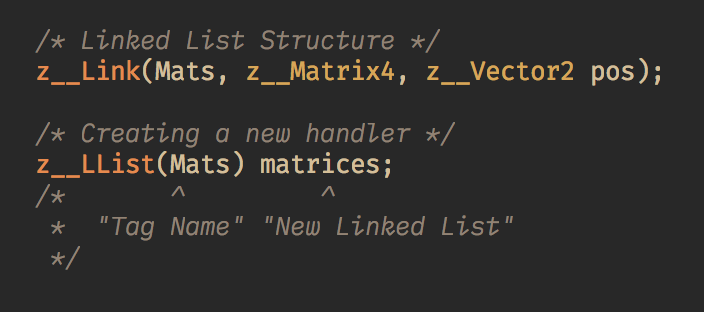 /* Linked List Structure */
z__Link(Mats, z__Matrix4, z__Vector2 pos);
/* Creating a new handler */
z__LList(Mats) matrices;
/*       ^         ^
 *  "Tag Name" "New Linked List"
 */